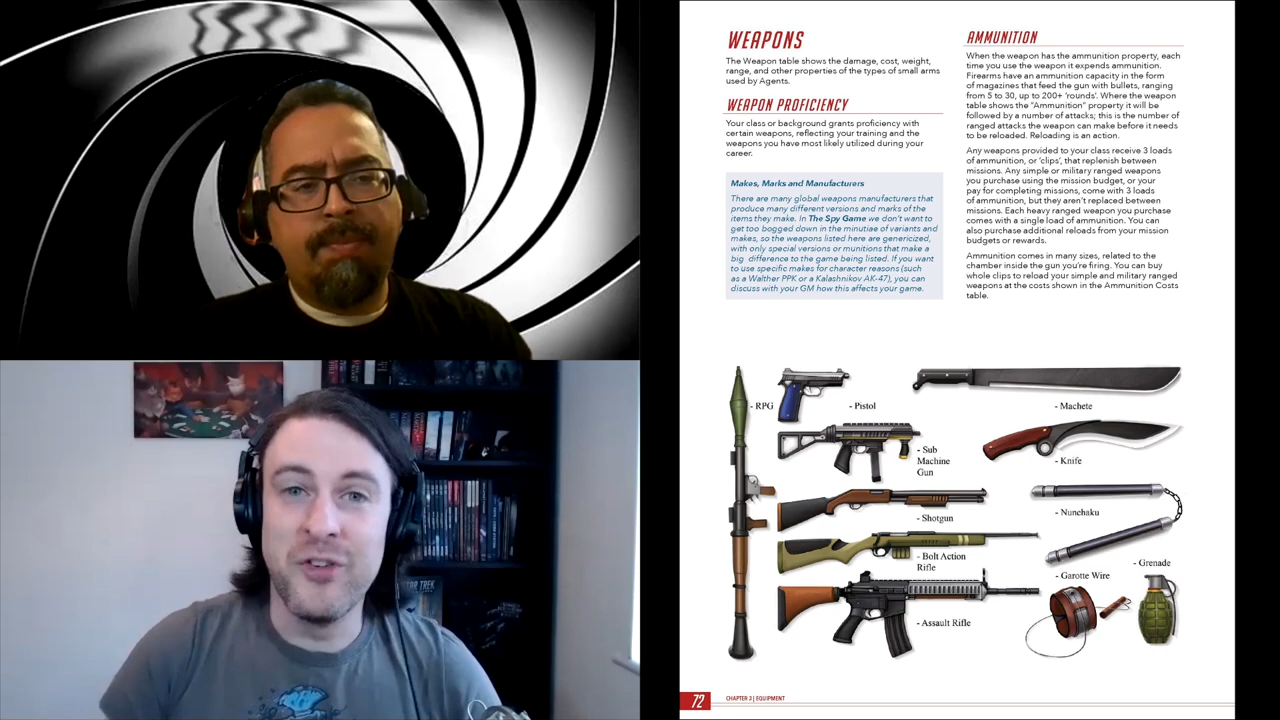 WEAPONS
The Weapon table shows the damage, cost, weight,
range, and other properties of the types of small arms
used by Agents.
WEAPON PROFICIENCY
Your class or background grants proficiency with
certain weapons, reflecting your training and the
weapons you have most likely utilized during your
career.
Makes, Marks and Manufacturers
There are many global weapons manufacturers that
produce many different versions and marks of the
items they make. In The Spy Game we don't want to
get too bogged down in the minutiae of variants and
makes, so the weapons listed here are genericized,
with only special versions or munitions that make a
big difference to the game being listed. If you want
to use specific makes for character reasons (such
as a Walther PPK or a Kalashnikov AK-47), you can
discuss with your GM how this affects your game.
AMMUNITION
When the weapon has the ammunition property, each
time you use the weapon it expends ammunition.
Firearms have an ammunition capacity in the form
of magazines that feed the gun with bullets, ranging
from 5 to 30, up to 200+ 'rounds'. Where the weapon
table shows the "Ammunition" property it will be
followed by a number of attacks; this is the number of
ranged attacks the weapon can make before it needs
to be reloaded. Reloading is an action.
Any weapons provided to your class receive 3 loads
of ammunition, or 'clips', that replenish between
missions. Any simple or military ranged weapons
you purchase using the mission budget, or your
pay for completing missions, come with 3 loads
of ammunition, but they aren't replaced between
missions. Each heavy ranged weapon you purchase
comes with a single load of ammunition. You can
also purchase additional reloads from your mission
budgets or rewards.
Ammunition comes in many sizes, related to the
chamber inside the gun you're firing. You can buy
whole clips to reload your simple and military ranged
weapons at the costs shown in the Ammunition Costs
table.
- RPG
- Pistol
- Machete
- Sub
Machine
Gun
- Knife
- Shotgun
- Nunchaku
- Bolt Action
Rifle
- Grenade
- Garotte Wire
- Assault Rifle
STAR TREK
72
CHAPTER 3 | EQUIPMENT